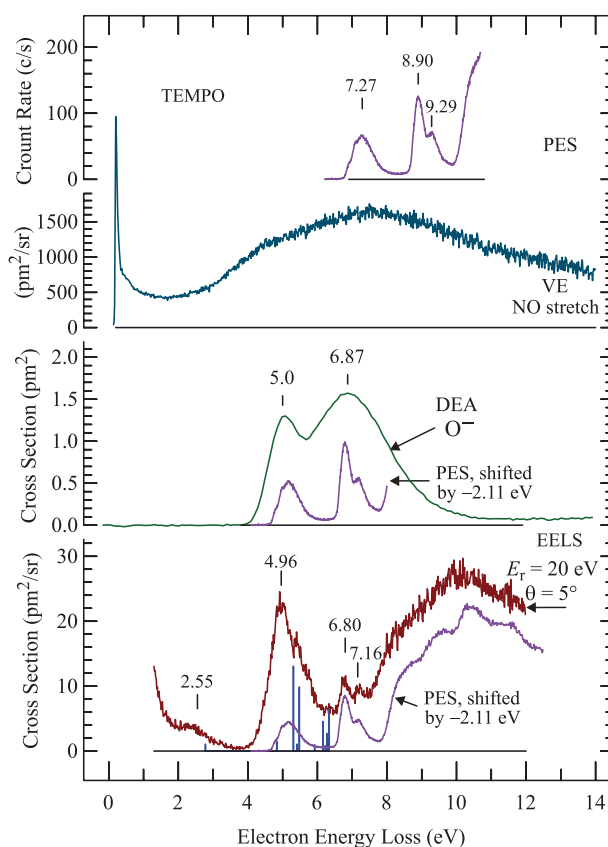 Crount Rate (c/s)
200
100
0
TEMPO
7.27
8.90
9.29
PES
(pm²/sr)
1500
1000
500
0
VE
NO stretch
Cross Section (pm²)
2.0
1.5
1.0
0.5
0.0
5.0
6.87
DEA
O⁻
PES, shifted
by −2.11 eV
Cross Section (pm²/sr)
30
20
10
0
2.55
4.96
6.80
7.16
EELS
Er = 20 eV
θ = 5°
PES, shifted
by −2.11 eV
0 2 4 6 8 10 12 14
Electron Energy Loss (eV)